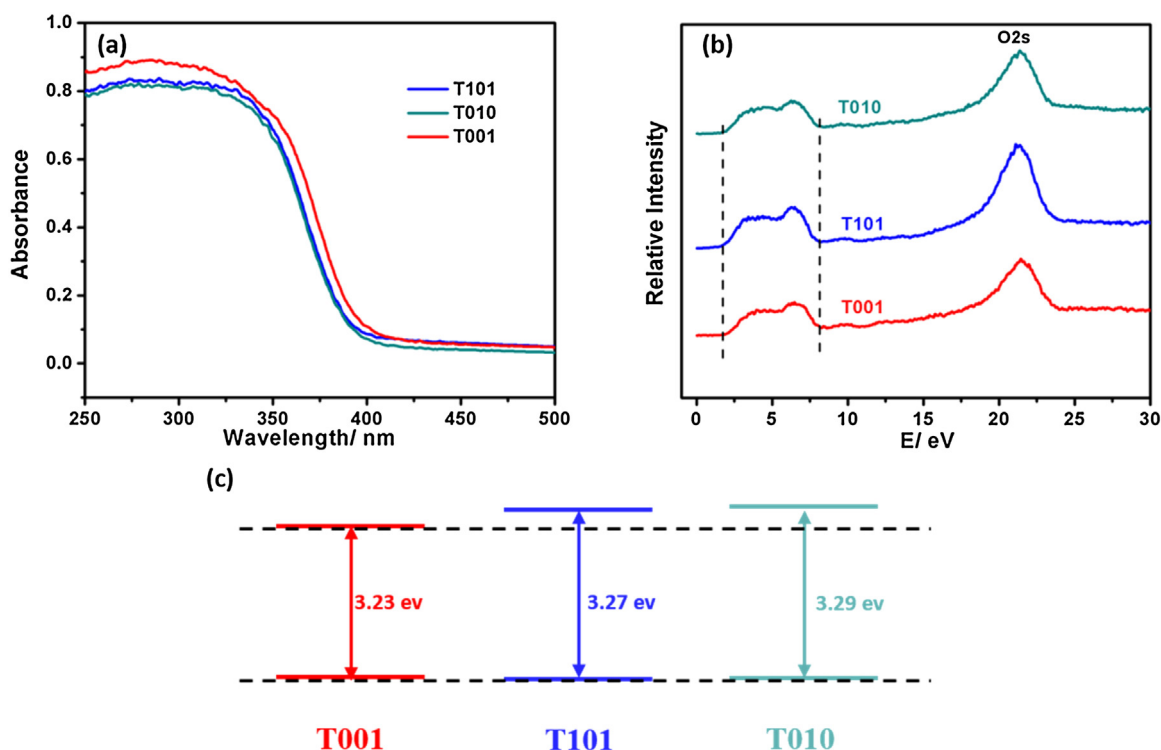 (a)
1.0
0.8
0.6
0.4
0.2
0.0
Absorbance
T101
T010
T001
250 300 350 400 450 500
Wavelength/ nm
(b)
O2s
T010
T101
T001
Relative Intensity
0 5 10 15 20 25 30
E/ eV
(c)
3.23 ev 3.27 ev 3.29 ev
T001 T101 T010